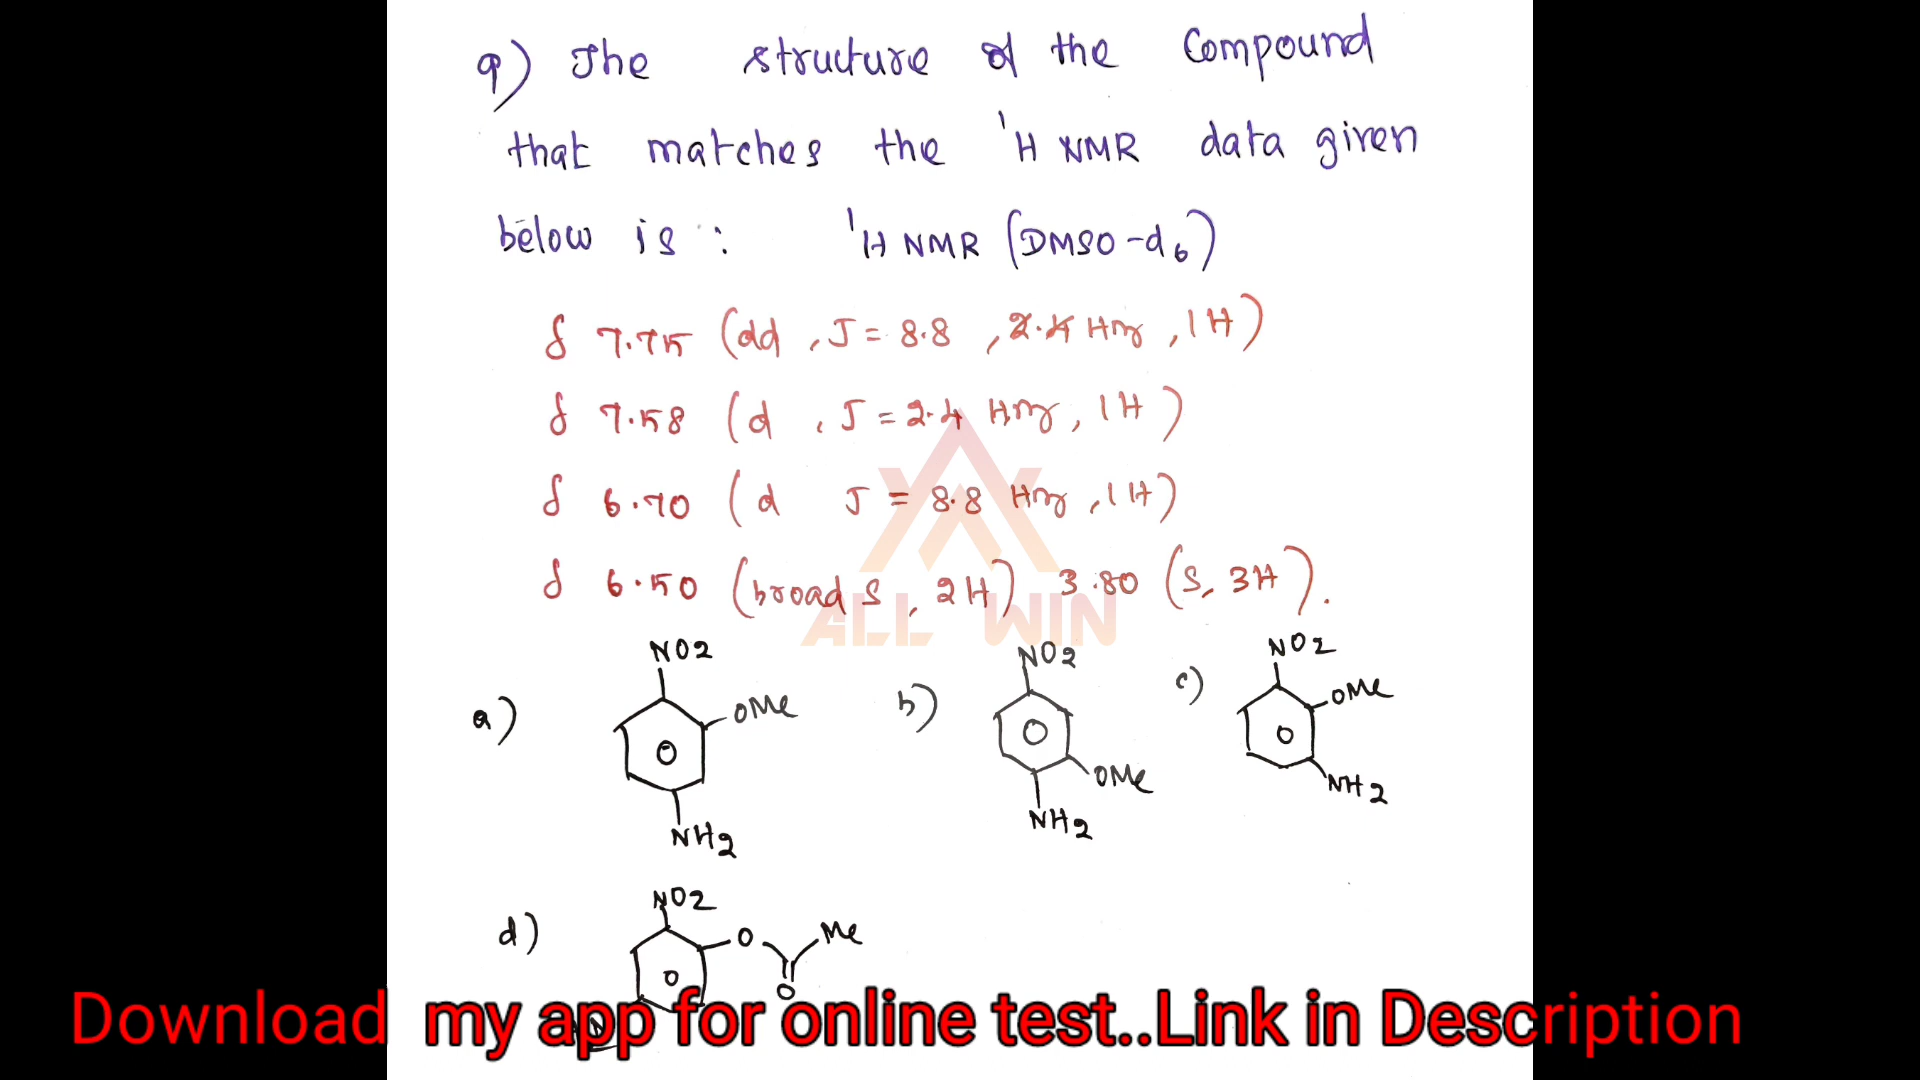 9) The structure of the Compound
that matches the ¹H NMR data given
below is : ¹H NMR (DMSO-d6)
δ 7.75 (dd, J = 8.8, 2.4 Hz, 1H)
δ 7.58 (d, J = 2.4 Hz, 1H)
δ 6.70 (d J = 8.8 Hz, 1H)
δ 6.50 (broad s, 2H) 3.80 (S, 3H).
ALL WIN
a) NO2 OMe NH2
b) NO2 OMe NH2
c) NO2 OMe NH2
d) NO2 O Me O
Download my app for online test..Link in Description